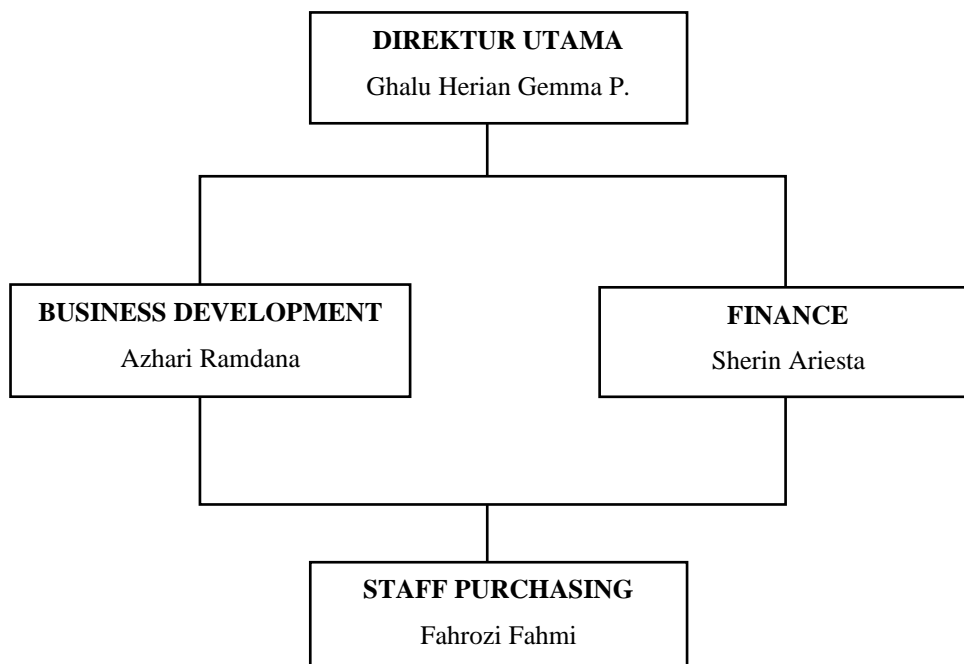 DIREKTUR UTAMA
Ghalu Herian Gemma P.
BUSINESS DEVELOPMENT
Azhari Ramdana
FINANCE
Sherin Ariesta
STAFF PURCHASING
Fahrozi Fahmi